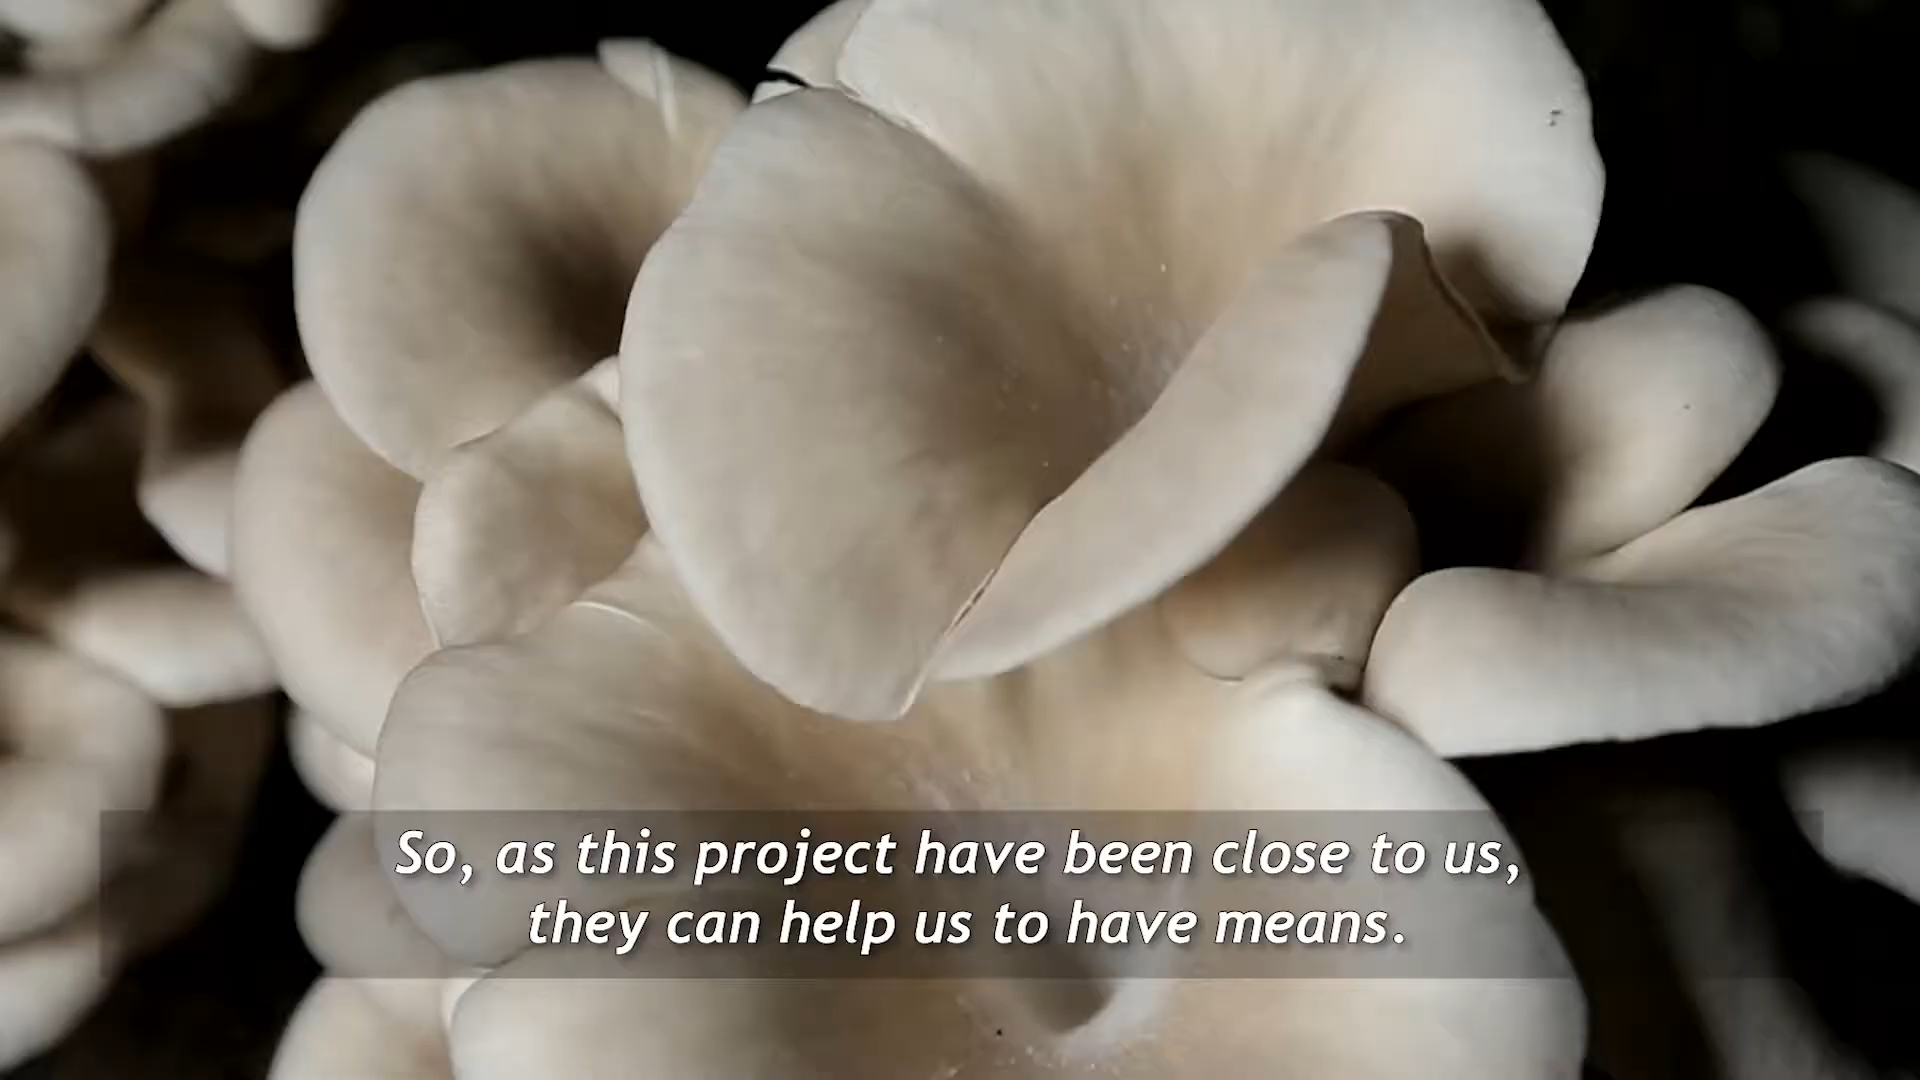 So, as this project have been close to us,
they can help us to have means.